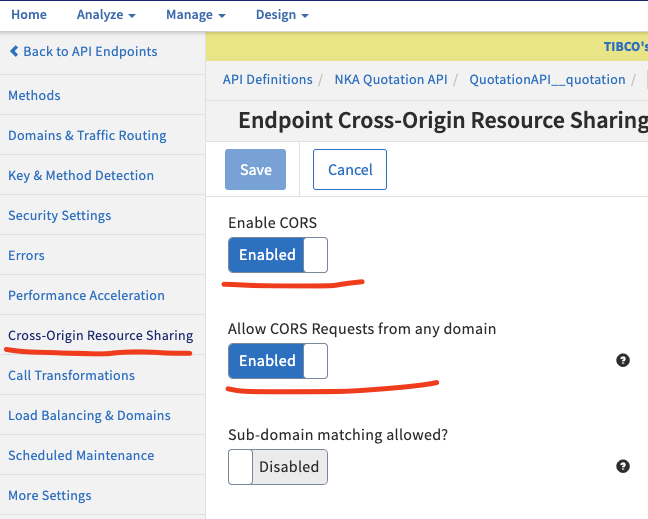 Home Analyze Manage Design
Back to API Endpoints
Methods
Domains & Traffic Routing
Key & Method Detection
Security Settings
Errors
Performance Acceleration
Cross-Origin Resource Sharing
Call Transformations
Load Balancing & Domains
Scheduled Maintenance
More Settings
TIBCO's
API Definitions / NKA Quotation API / QuotationAPI__quotation /
Endpoint Cross-Origin Resource Sharing
Save Cancel
Enable CORS
Enabled
Allow CORS Requests from any domain
Enabled ?
Sub-domain matching allowed?
Disabled ?